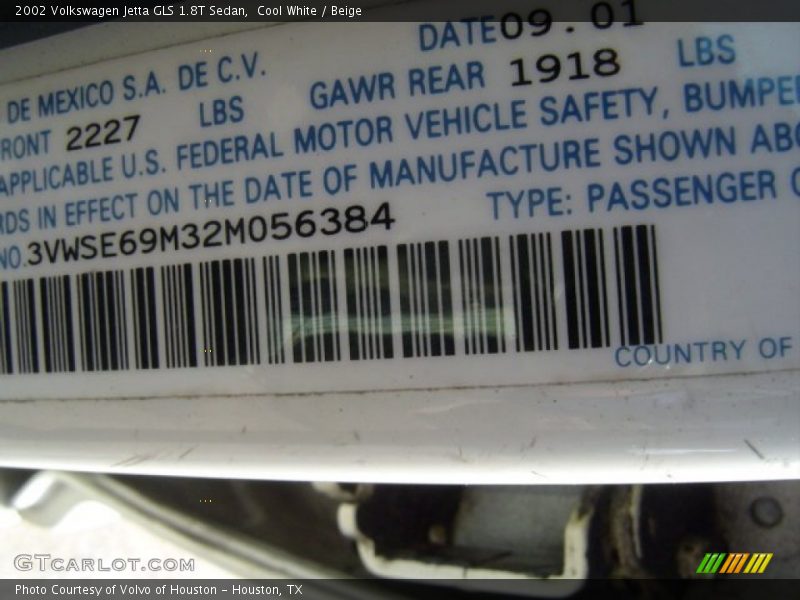 2002 Volkswagen Jetta GLS 1.8T Sedan, Cool White / Beige
DATE 09.01
DE MEXICO S.A. DE C.V.
RONT 2227 LBS GAWR REAR 1918 LBS
APPLICABLE U.S. FEDERAL MOTOR VEHICLE SAFETY, BUMPE
RDS IN EFFECT ON THE DATE OF MANUFACTURE SHOWN ABO
NO. 3VWSE69M32M056384 TYPE: PASSENGER
COUNTRY OF
GTCARLOT.COM
Photo Courtesy of Volvo of Houston - Houston, TX